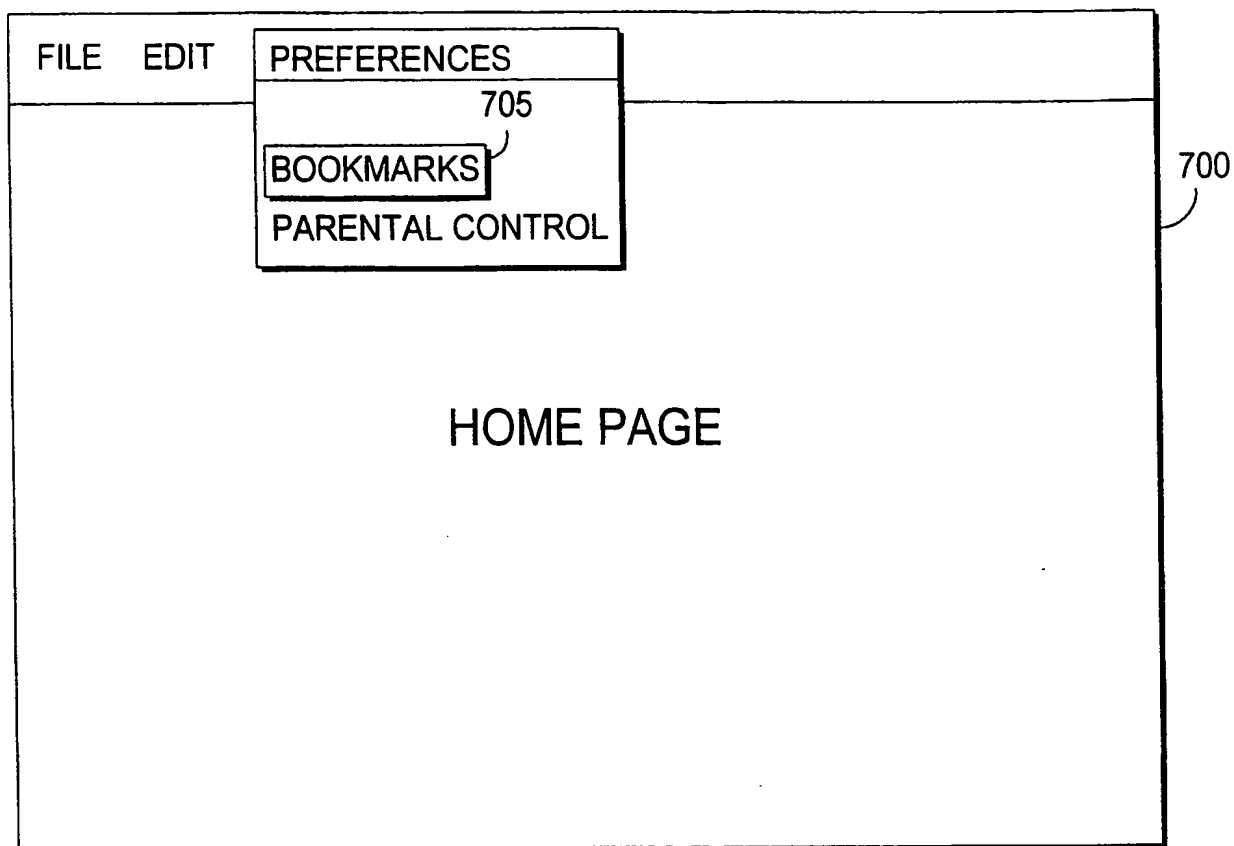 FILE EDIT PREFERENCES
705
BOOKMARKS
700
PARENTAL CONTROL
HOME PAGE